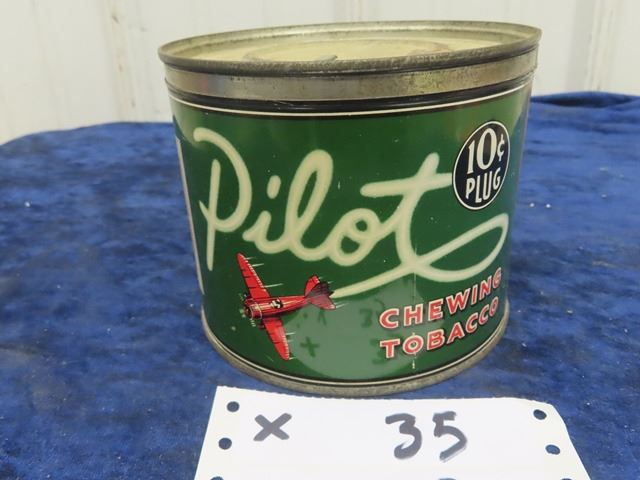 Pilot
10¢
PLUG
CHEWING
TOBACCO
x 35